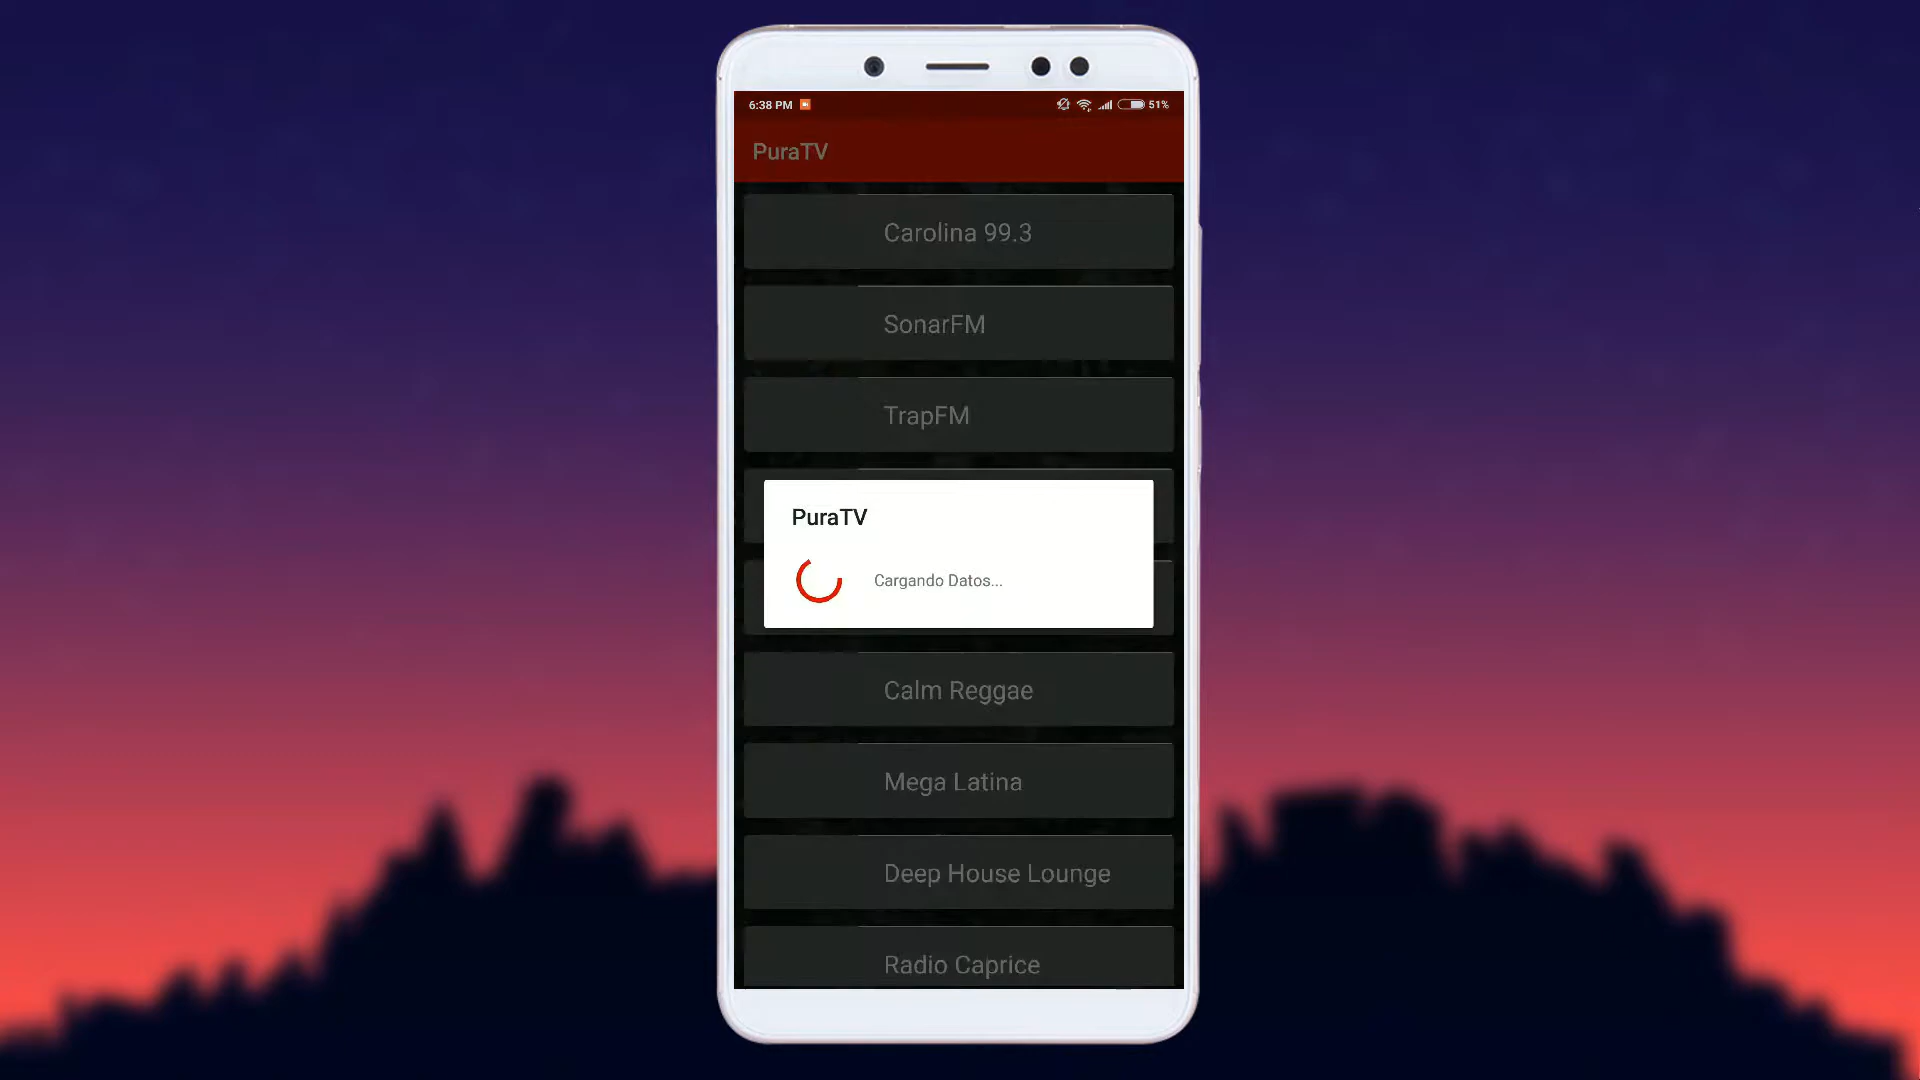 6:38 PM
51%
PuraTV
Carolina 99.3
SonarFM
TrapFM
PuraTV
Cargando Datos...
Calm Reggae
Mega Latina
Deep House Lounge
Radio Caprice